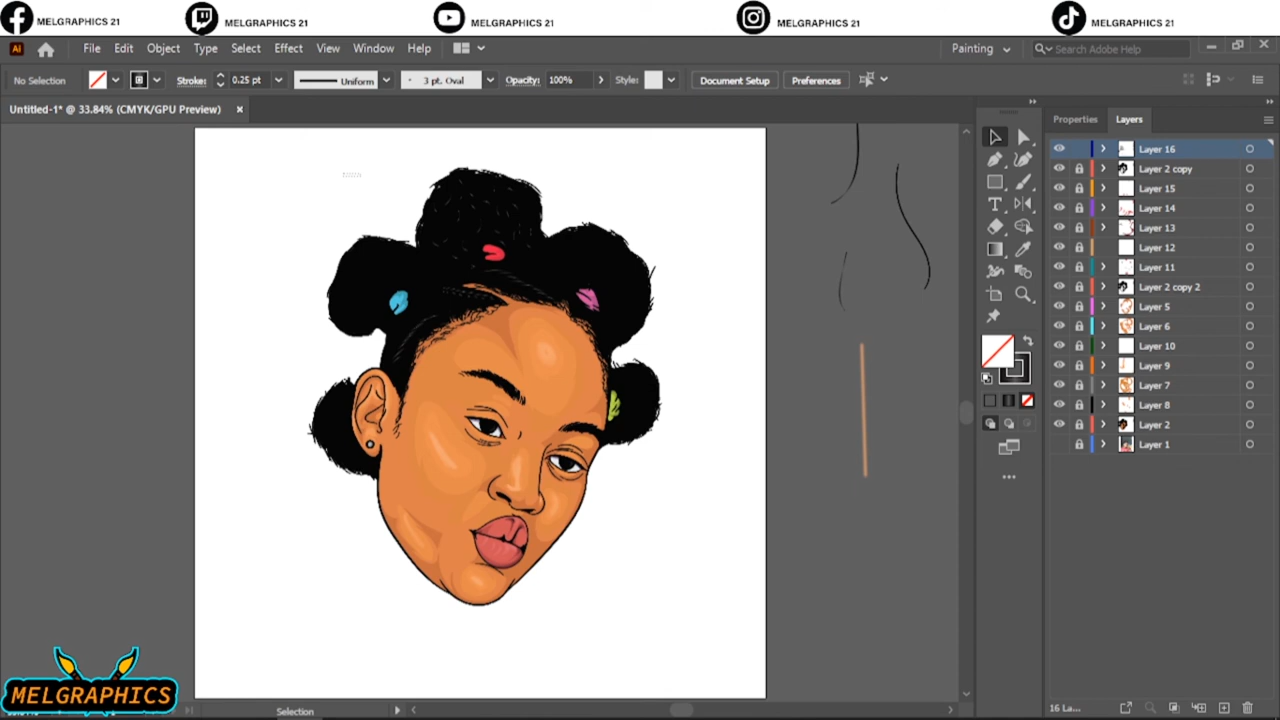 MELGRAPHICS 21
MELGRAPHICS 21
MELGRAPHICS 21
MELGRAPHICS 21
MELGRAPHICS 21
Ai File Edit Object Type Select Effect View Window Help Painting Search Adobe Help
No Selection Stroke: 0.25 pt Uniform 3 pt. Oval Opacity: 100% Style: Document Setup Preferences
Untitled-1* @ 33.84% (CMYK/GPU Preview)
Properties Layers
Layer 16
Layer 2 copy
Layer 15
Layer 14
Layer 13
Layer 12
Layer 11
Layer 2 copy 2
Layer 5
Layer 6
Layer 10
Layer 9
Layer 7
Layer 8
Layer 2
Layer 1
MELGRAPHICS
Selection
16 La...